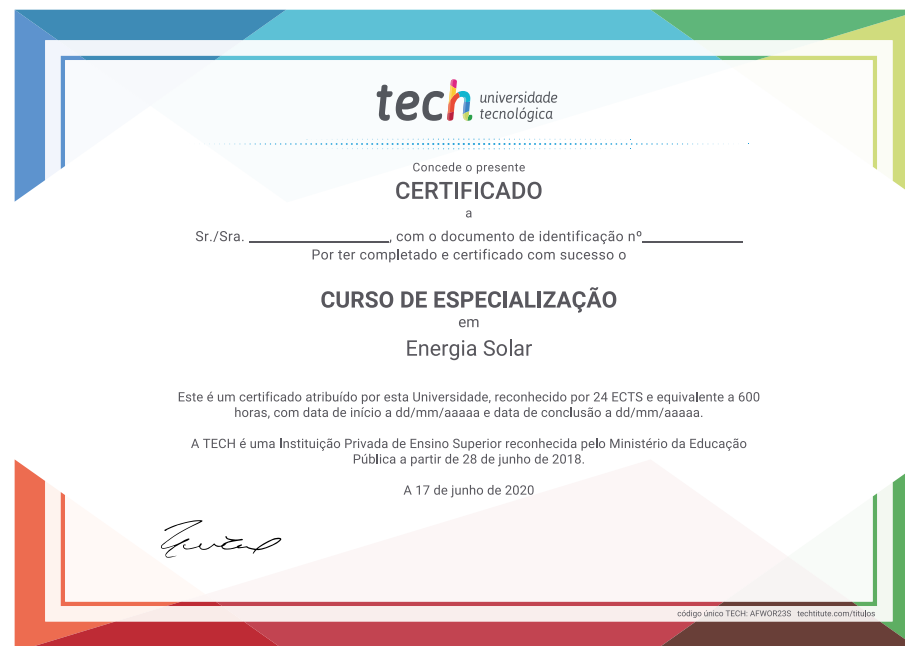 tech universidade
tecnológica
Concede o presente
CERTIFICADO
a
Sr./Sra. ____________________, com o documento de identificação nº______________
Por ter completado e certificado com sucesso o
CURSO DE ESPECIALIZAÇÃO
em
Energia Solar
Este é um certificado atribuído por esta Universidade, reconhecido por 24 ECTS e equivalente a 600
horas, com data de início a dd/mm/aaaaa e data de conclusão a dd/mm/aaaaa.
A TECH é uma Instituição Privada de Ensino Superior reconhecida pelo Ministério da Educação
Pública a partir de 28 de junho de 2018.
A 17 de junho de 2020
código único TECH: AFWOR23S techtitute.com/titulos